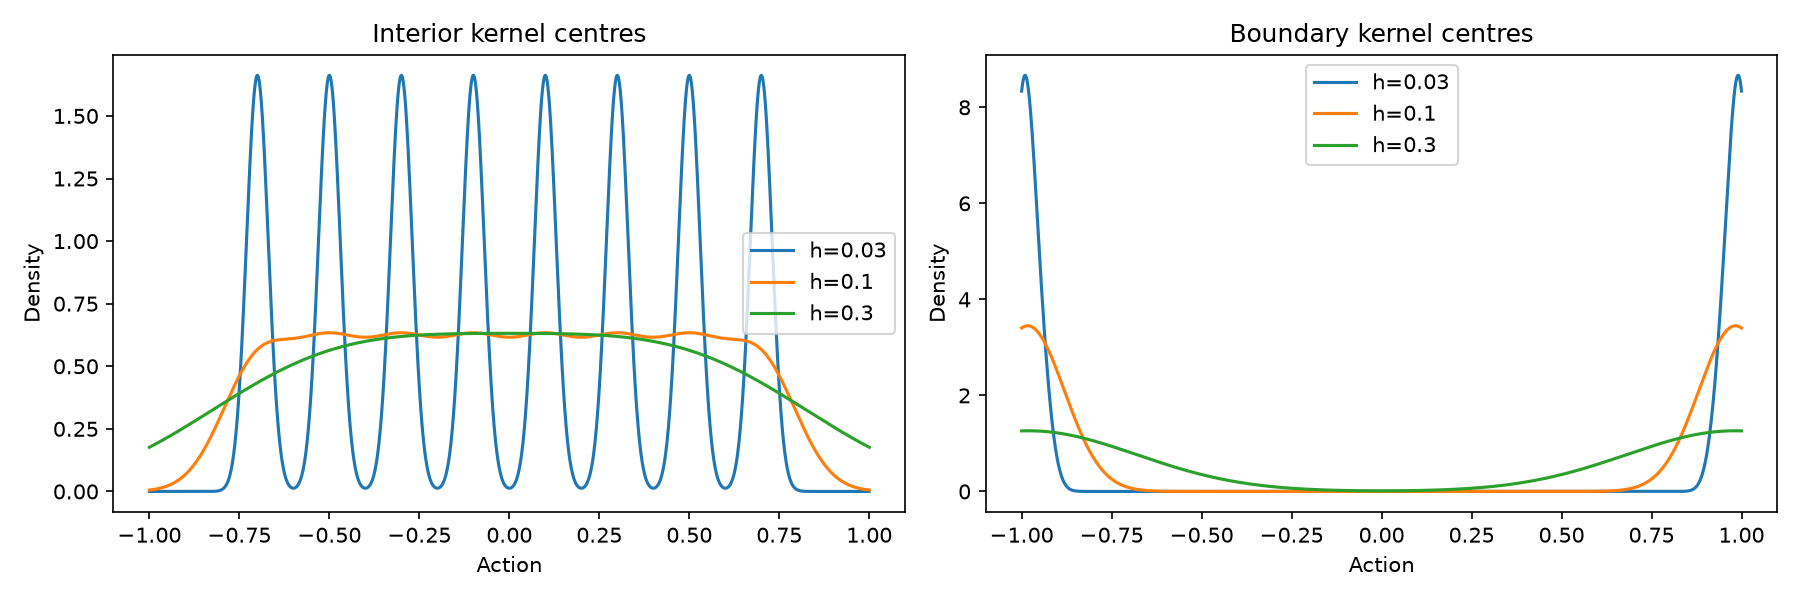 Interior kernel centres
Density
1.50
1.25
1.00
0.75
0.50
0.25
0.00
h=0.03
h=0.1
h=0.3
−1.00 −0.75 −0.50 −0.25 0.00 0.25 0.50 0.75 1.00
Action
Boundary kernel centres
Density
8
6
4
2
0
h=0.03
h=0.1
h=0.3
−1.00 −0.75 −0.50 −0.25 0.00 0.25 0.50 0.75 1.00
Action